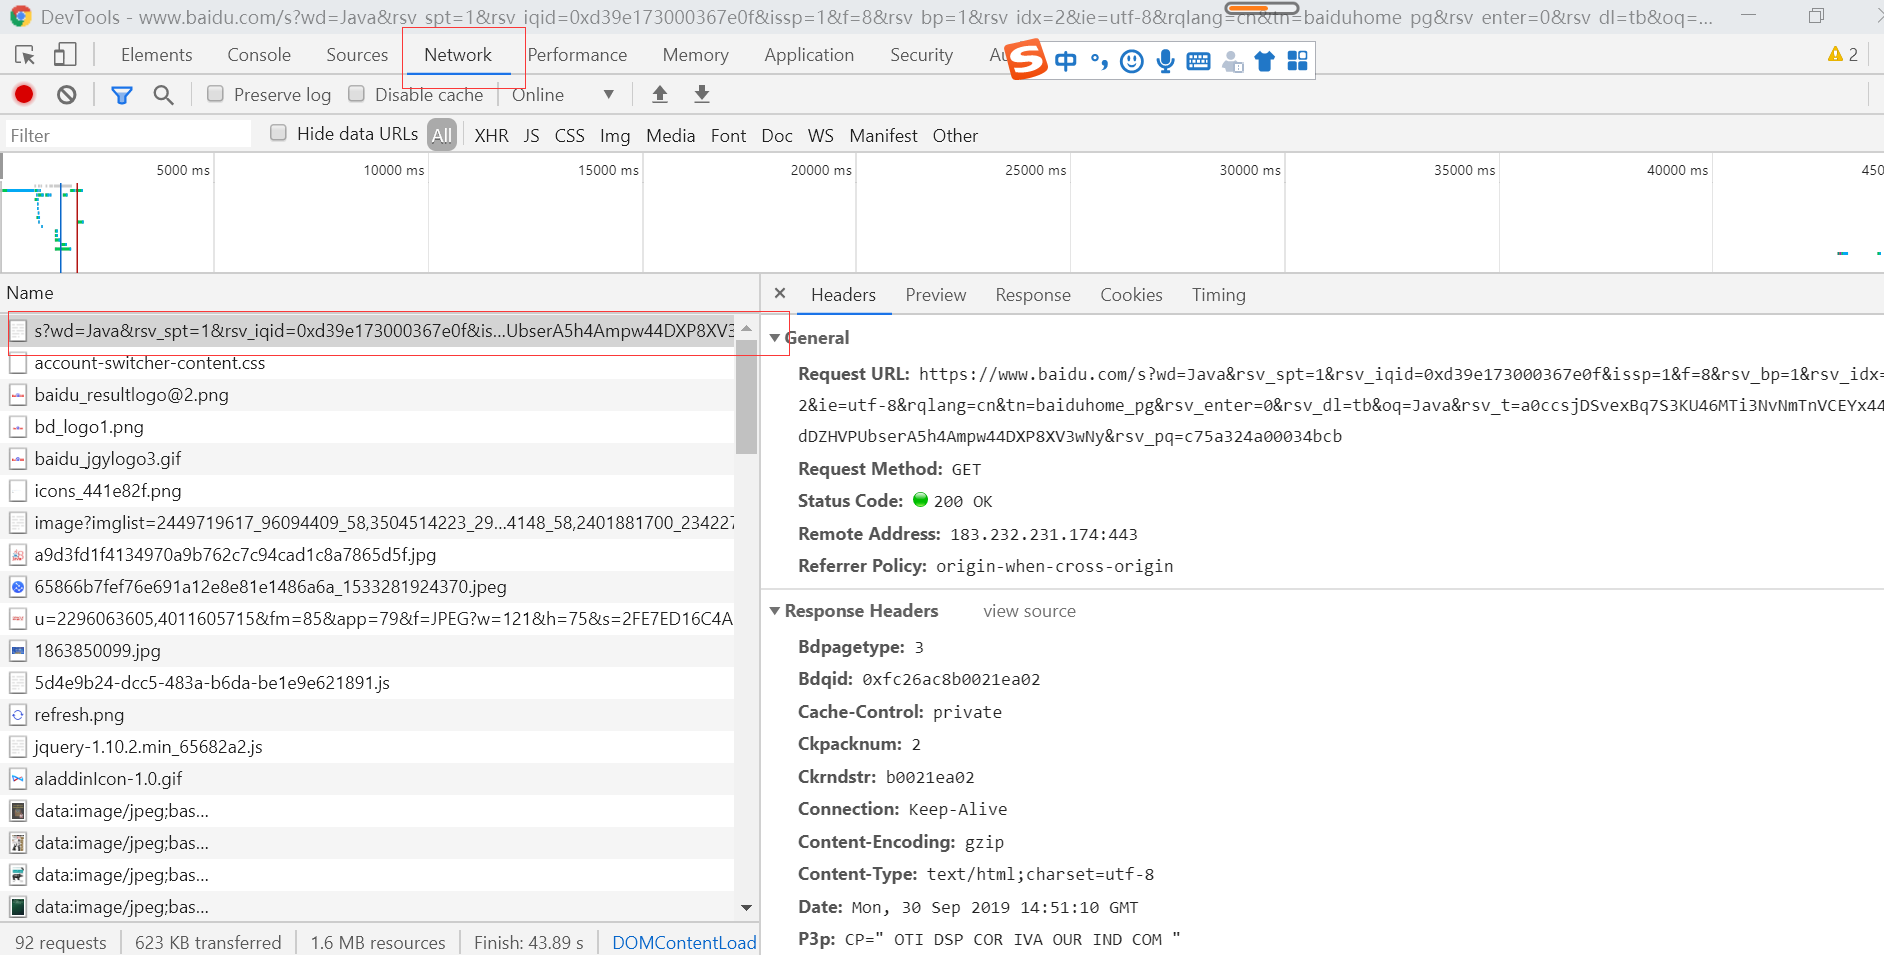 DevTools - www.baidu.com/s?wd=Java&rsv_spt=1&rsv_iqid=0xd39e173000367e0f&issp=1&f=8&rsv_bp=1&rsv_idx=2&ie=utf-8&rqlang=cn&tn=baiduhome_pg&rsv_enter=0&rsv_dl=tb&oq=...
Elements Console Sources Network Performance Memory Application Security Au S 中 2
Preserve log Disable cache Online
Filter Hide data URLs All XHR JS CSS Img Media Font Doc WS Manifest Other
5000 ms 10000 ms 15000 ms 20000 ms 25000 ms 30000 ms 35000 ms 40000 ms 450
Name
s?wd=Java&rsv_spt=1&rsv_iqid=0xd39e173000367e0f&is...UbserA5h4Ampw44DXP8XV3
account-switcher-content.css
baidu_resultlogo@2.png
bd_logo1.png
baidu_jgylogo3.gif
icons_441e82f.png
image?imglist=2449719617_96094409_58,3504514223_29...4148_58,2401881700_234227
a9d3fd1f4134970a9b762c7c94cad1c8a7865d5f.jpg
65866b7fef76e691a12e8e81e1486a6a_1533281924370.jpeg
u=2296063605,4011605715&fm=85&app=79&f=JPEG?w=121&h=75&s=2FE7ED16C4A
1863850099.jpg
5d4e9b24-dcc5-483a-b6da-be1e9e621891.js
refresh.png
jquery-1.10.2.min_65682a2.js
aladdinIcon-1.0.gif
data:image/jpeg;bas...
data:image/jpeg;bas...
data:image/jpeg;bas...
data:image/jpeg;bas...
92 requests 623 KB transferred 1.6 MB resources Finish: 43.89 s DOMContentLoad
Headers Preview Response Cookies Timing
General
Request URL: https://www.baidu.com/s?wd=Java&rsv_spt=1&rsv_iqid=0xd39e173000367e0f&issp=1&f=8&rsv_bp=1&rsv_idx=
2&ie=utf-8&rqlang=cn&tn=baiduhome_pg&rsv_enter=0&rsv_dl=tb&oq=Java&rsv_t=a0ccsjDSvexBq7S3KU46MTi3NvNmTnVCEYx44
dDZHVPUbserA5h4Ampw44DXP8XV3wNy&rsv_pq=c75a324a00034bcb
Request Method: GET
Status Code: 200 OK
Remote Address: 183.232.231.174:443
Referrer Policy: origin-when-cross-origin
Response Headers view source
Bdpagetype: 3
Bdqid: 0xfc26ac8b0021ea02
Cache-Control: private
Ckpacknum: 2
Ckrndstr: b0021ea02
Connection: Keep-Alive
Content-Encoding: gzip
Content-Type: text/html;charset=utf-8
Date: Mon, 30 Sep 2019 14:51:10 GMT
P3p: CP=" OTI DSP COR IVA OUR IND COM "